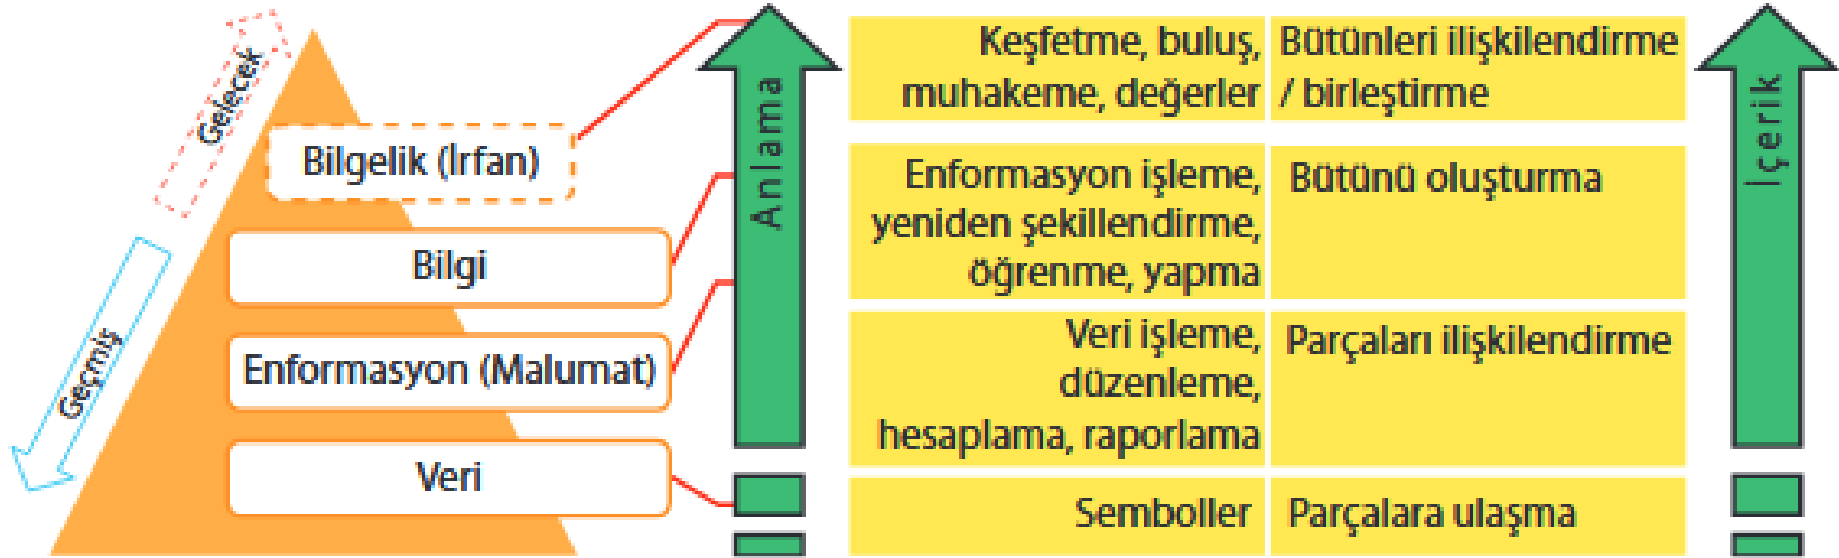 Gelecek
Geçmiş
Bilgelik (İrfan)
Bilgi
Enformasyon (Malumat)
Veri
Anlama
Keşfetme, buluş,
muhakeme, değerler
Bütünleri ilişkilendirme
/ birleştirme
Enformasyon işleme,
yeniden şekillendirme,
öğrenme, yapma
Bütünü oluşturma
Veri işleme,
düzenleme,
hesaplama, raporlama
Parçaları ilişkilendirme
Semboller
Parçalara ulaşma
İçerik